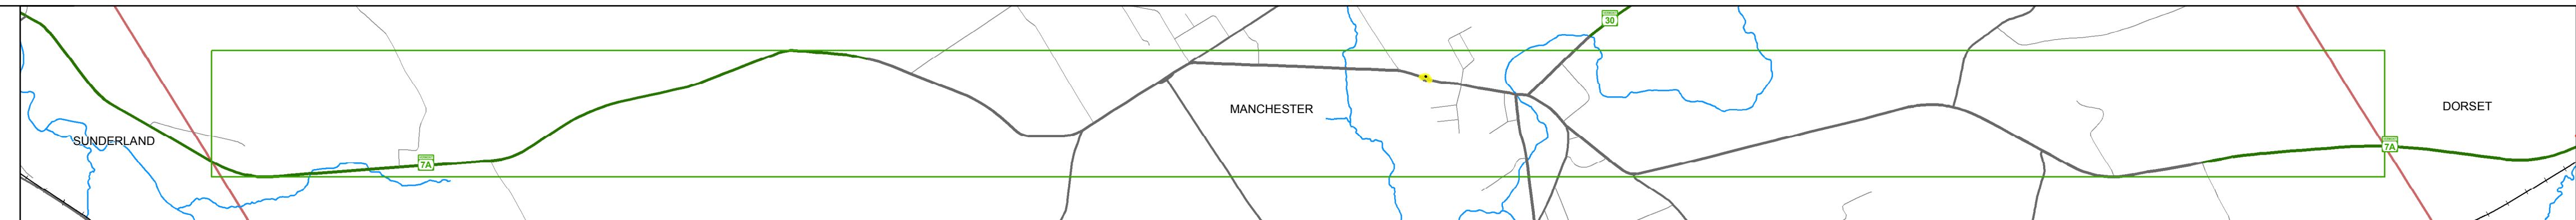 30
MANCHESTER
DORSET
SUNDERLAND
7A
7A